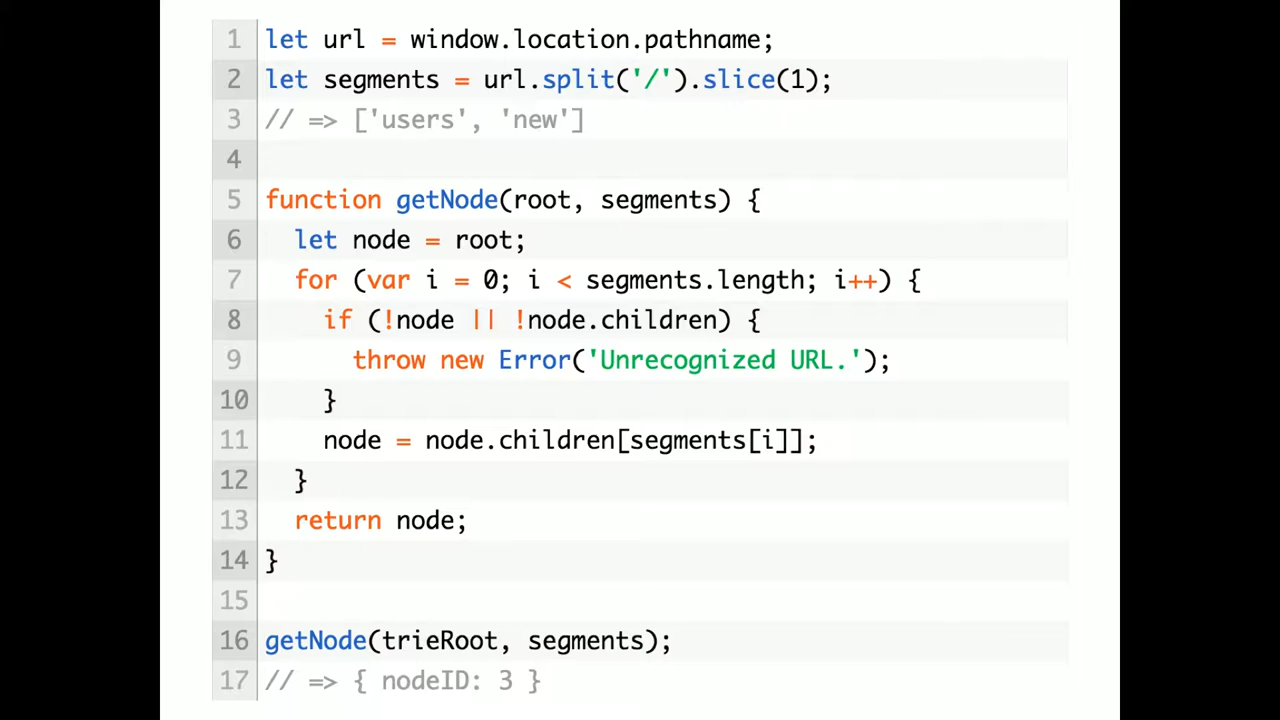 1 let url = window.location.pathname;
2 let segments = url.split('/').slice(1);
3 // => ['users', 'new']
4
5 function getNode(root, segments) {
6   let node = root;
7   for (var i = 0; i < segments.length; i++) {
8     if (!node || !node.children) {
9       throw new Error('Unrecognized URL.');
10     }
11     node = node.children[segments[i]];
12   }
13   return node;
14 }
15
16 getNode(trieRoot, segments);
17 // => { nodeID: 3 }